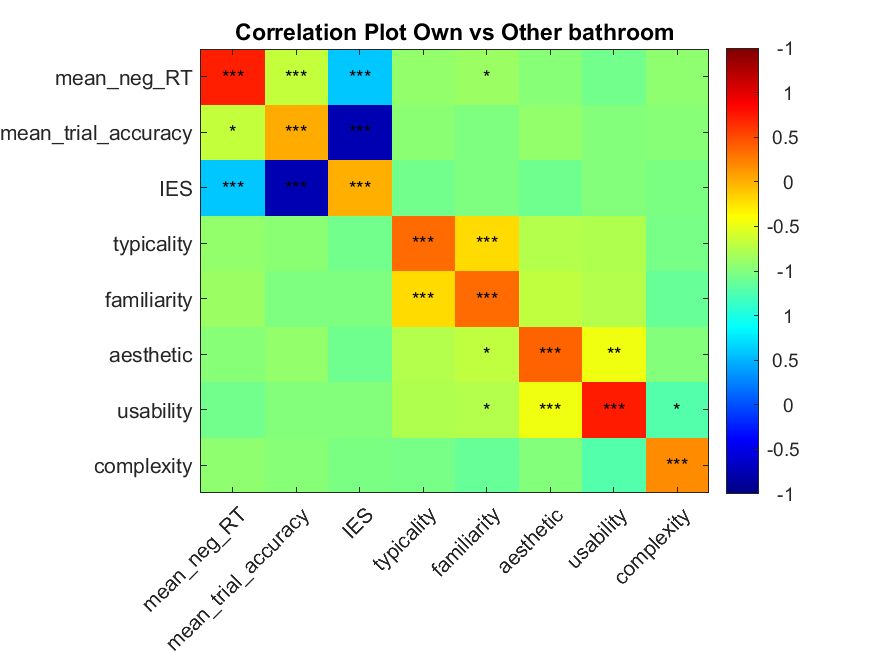 Correlation Plot Own vs Other bathroom
mean_neg_RT *** *** *** *
mean_trial_accuracy * *** ***
IES *** *** ***
typicality *** ***
familiarity *** ***
aesthetic * *** **
usability * *** *** *
complexity ***
mean_neg_RT
mean_trial_accuracy
IES
typicality
familiarity
aesthetic
usability
complexity
-1
1
0.5
0
-0.5
-1
1
0.5
0
-0.5
-1